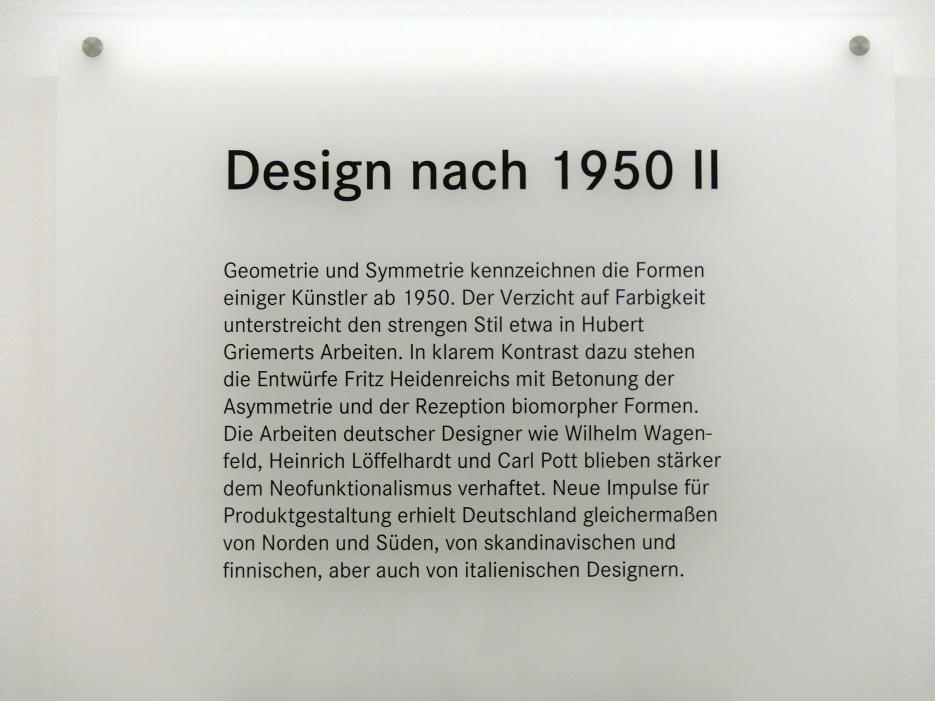 Design nach 1950 II
Geometrie und Symmetrie kennzeichnen die Formen
einiger Künstler ab 1950. Der Verzicht auf Farbigkeit
unterstreicht den strengen Stil etwa in Hubert
Griemerts Arbeiten. In klarem Kontrast dazu stehen
die Entwürfe Fritz Heidenreichs mit Betonung der
Asymmetrie und der Rezeption biomorpher Formen.
Die Arbeiten deutscher Designer wie Wilhelm Wagen-
feld, Heinrich Löffelhardt und Carl Pott blieben stärker
dem Neofunktionalismus verhaftet. Neue Impulse für
Produktgestaltung erhielt Deutschland gleichermaßen
von Norden und Süden, von skandinavischen und
finnischen, aber auch von italienischen Designern.